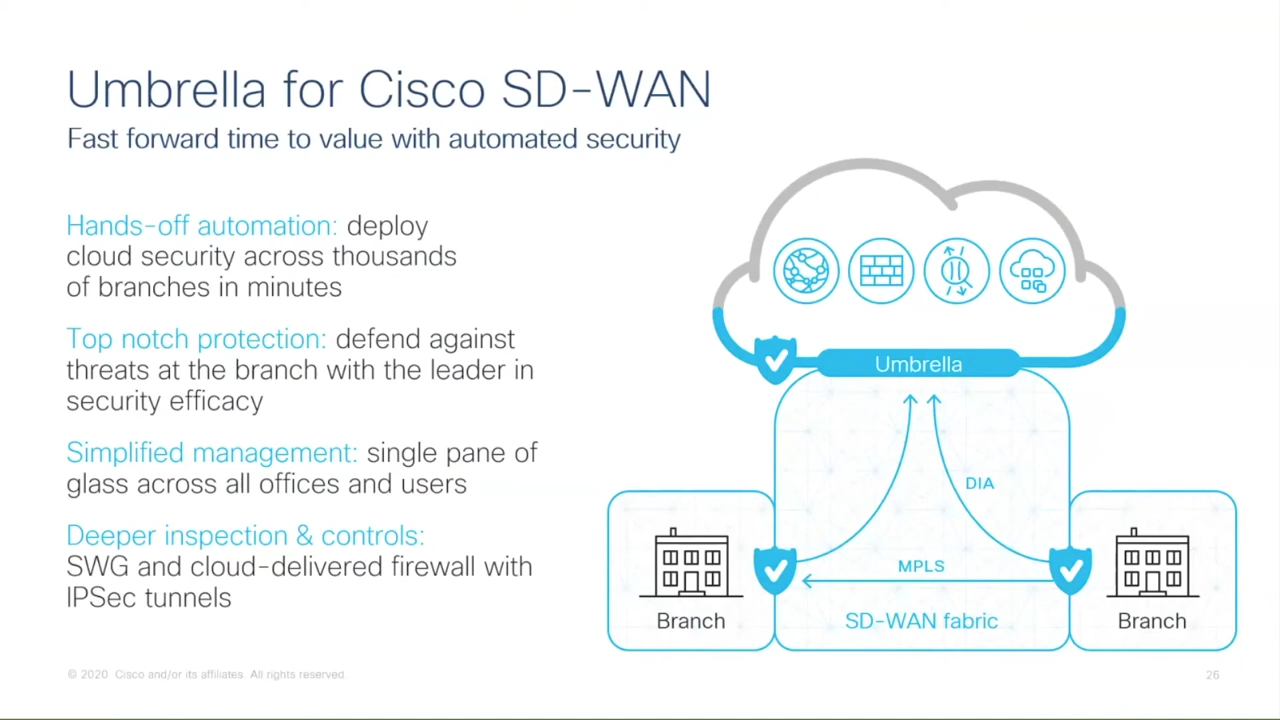 Umbrella for Cisco SD-WAN
Fast forward time to value with automated security
Hands-off automation: deploy
cloud security across thousands
of branches in minutes
Top notch protection: defend against
threats at the branch with the leader in
security efficacy
Simplified management: single pane of
glass across all offices and users
Deeper inspection & controls:
SWG and cloud-delivered firewall with
IPSec tunnels
Umbrella
DIA
MPLS
Branch
SD-WAN fabric
Branch
© 2020 Cisco and/or its affiliates. All rights reserved.
26